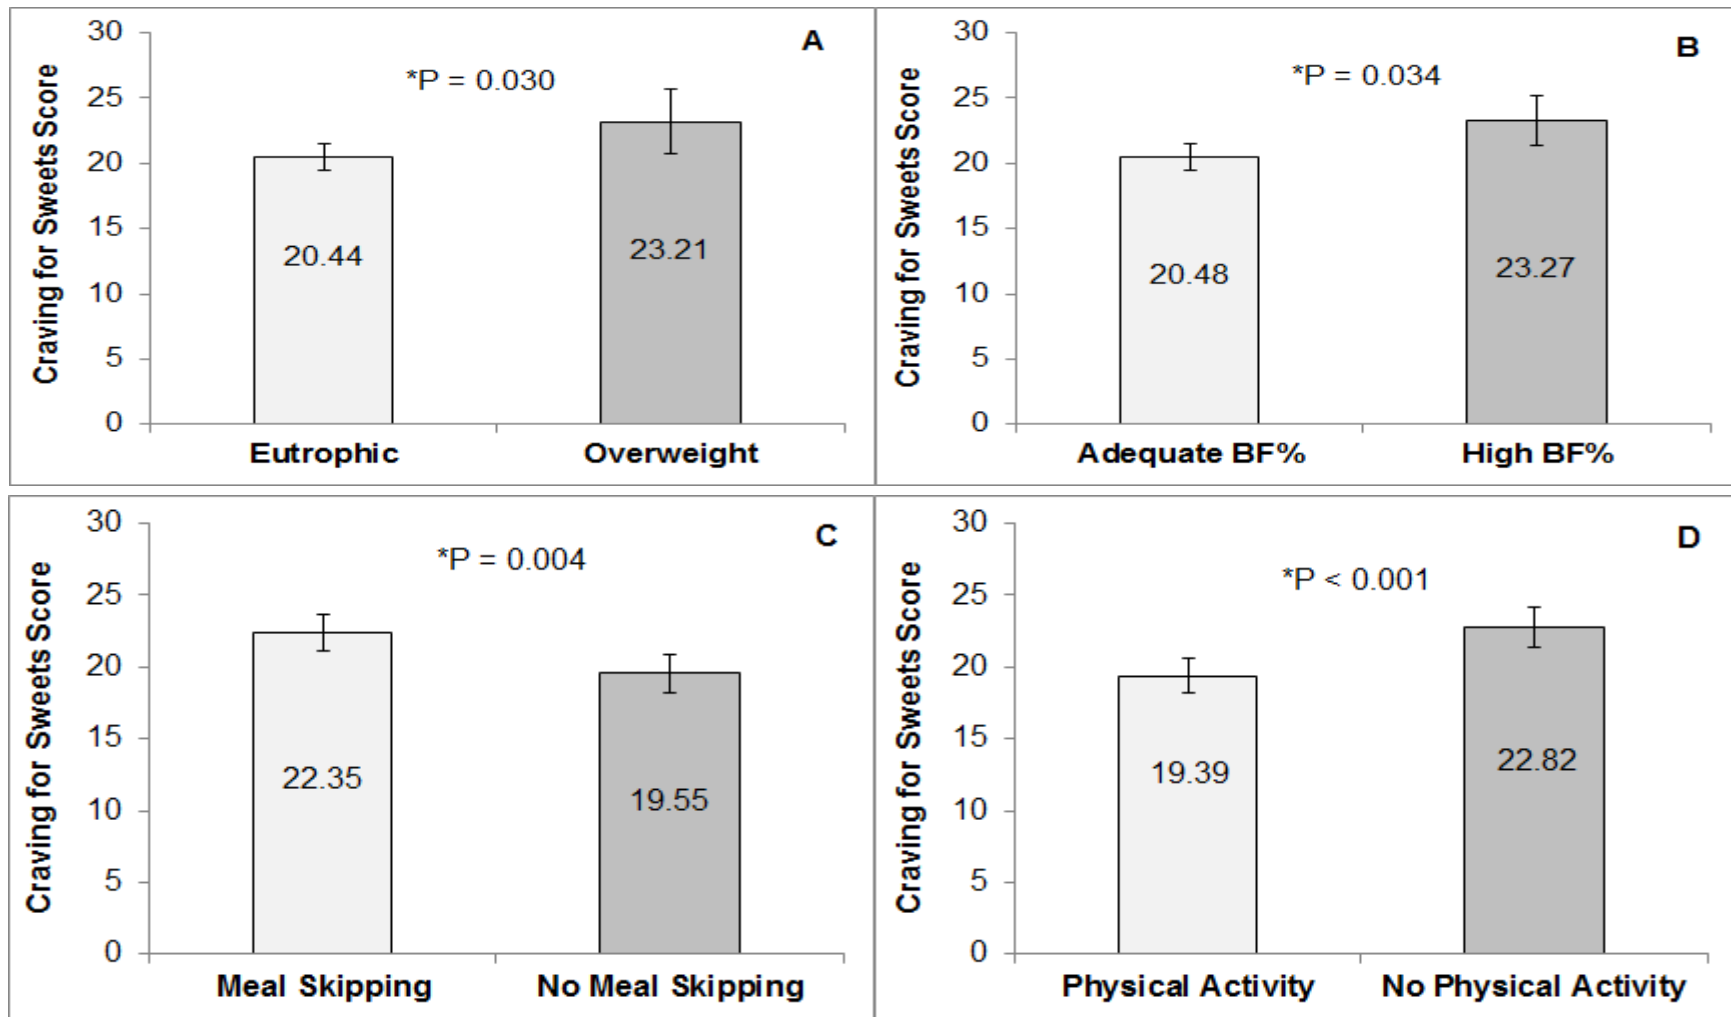 A
*P = 0.030
Craving for Sweets Score
30
25
20
15
10
5
0
20.44
23.21
Eutrophic
Overweight
B
*P = 0.034
Craving for Sweets Score
30
25
20
15
10
5
0
20.48
23.27
Adequate BF%
High BF%
C
*P = 0.004
Craving for Sweets Score
30
25
20
15
10
5
0
22.35
19.55
Meal Skipping
No Meal Skipping
D
*P < 0.001
Craving for Sweets Score
30
25
20
15
10
5
0
19.39
22.82
Physical Activity
No Physical Activity